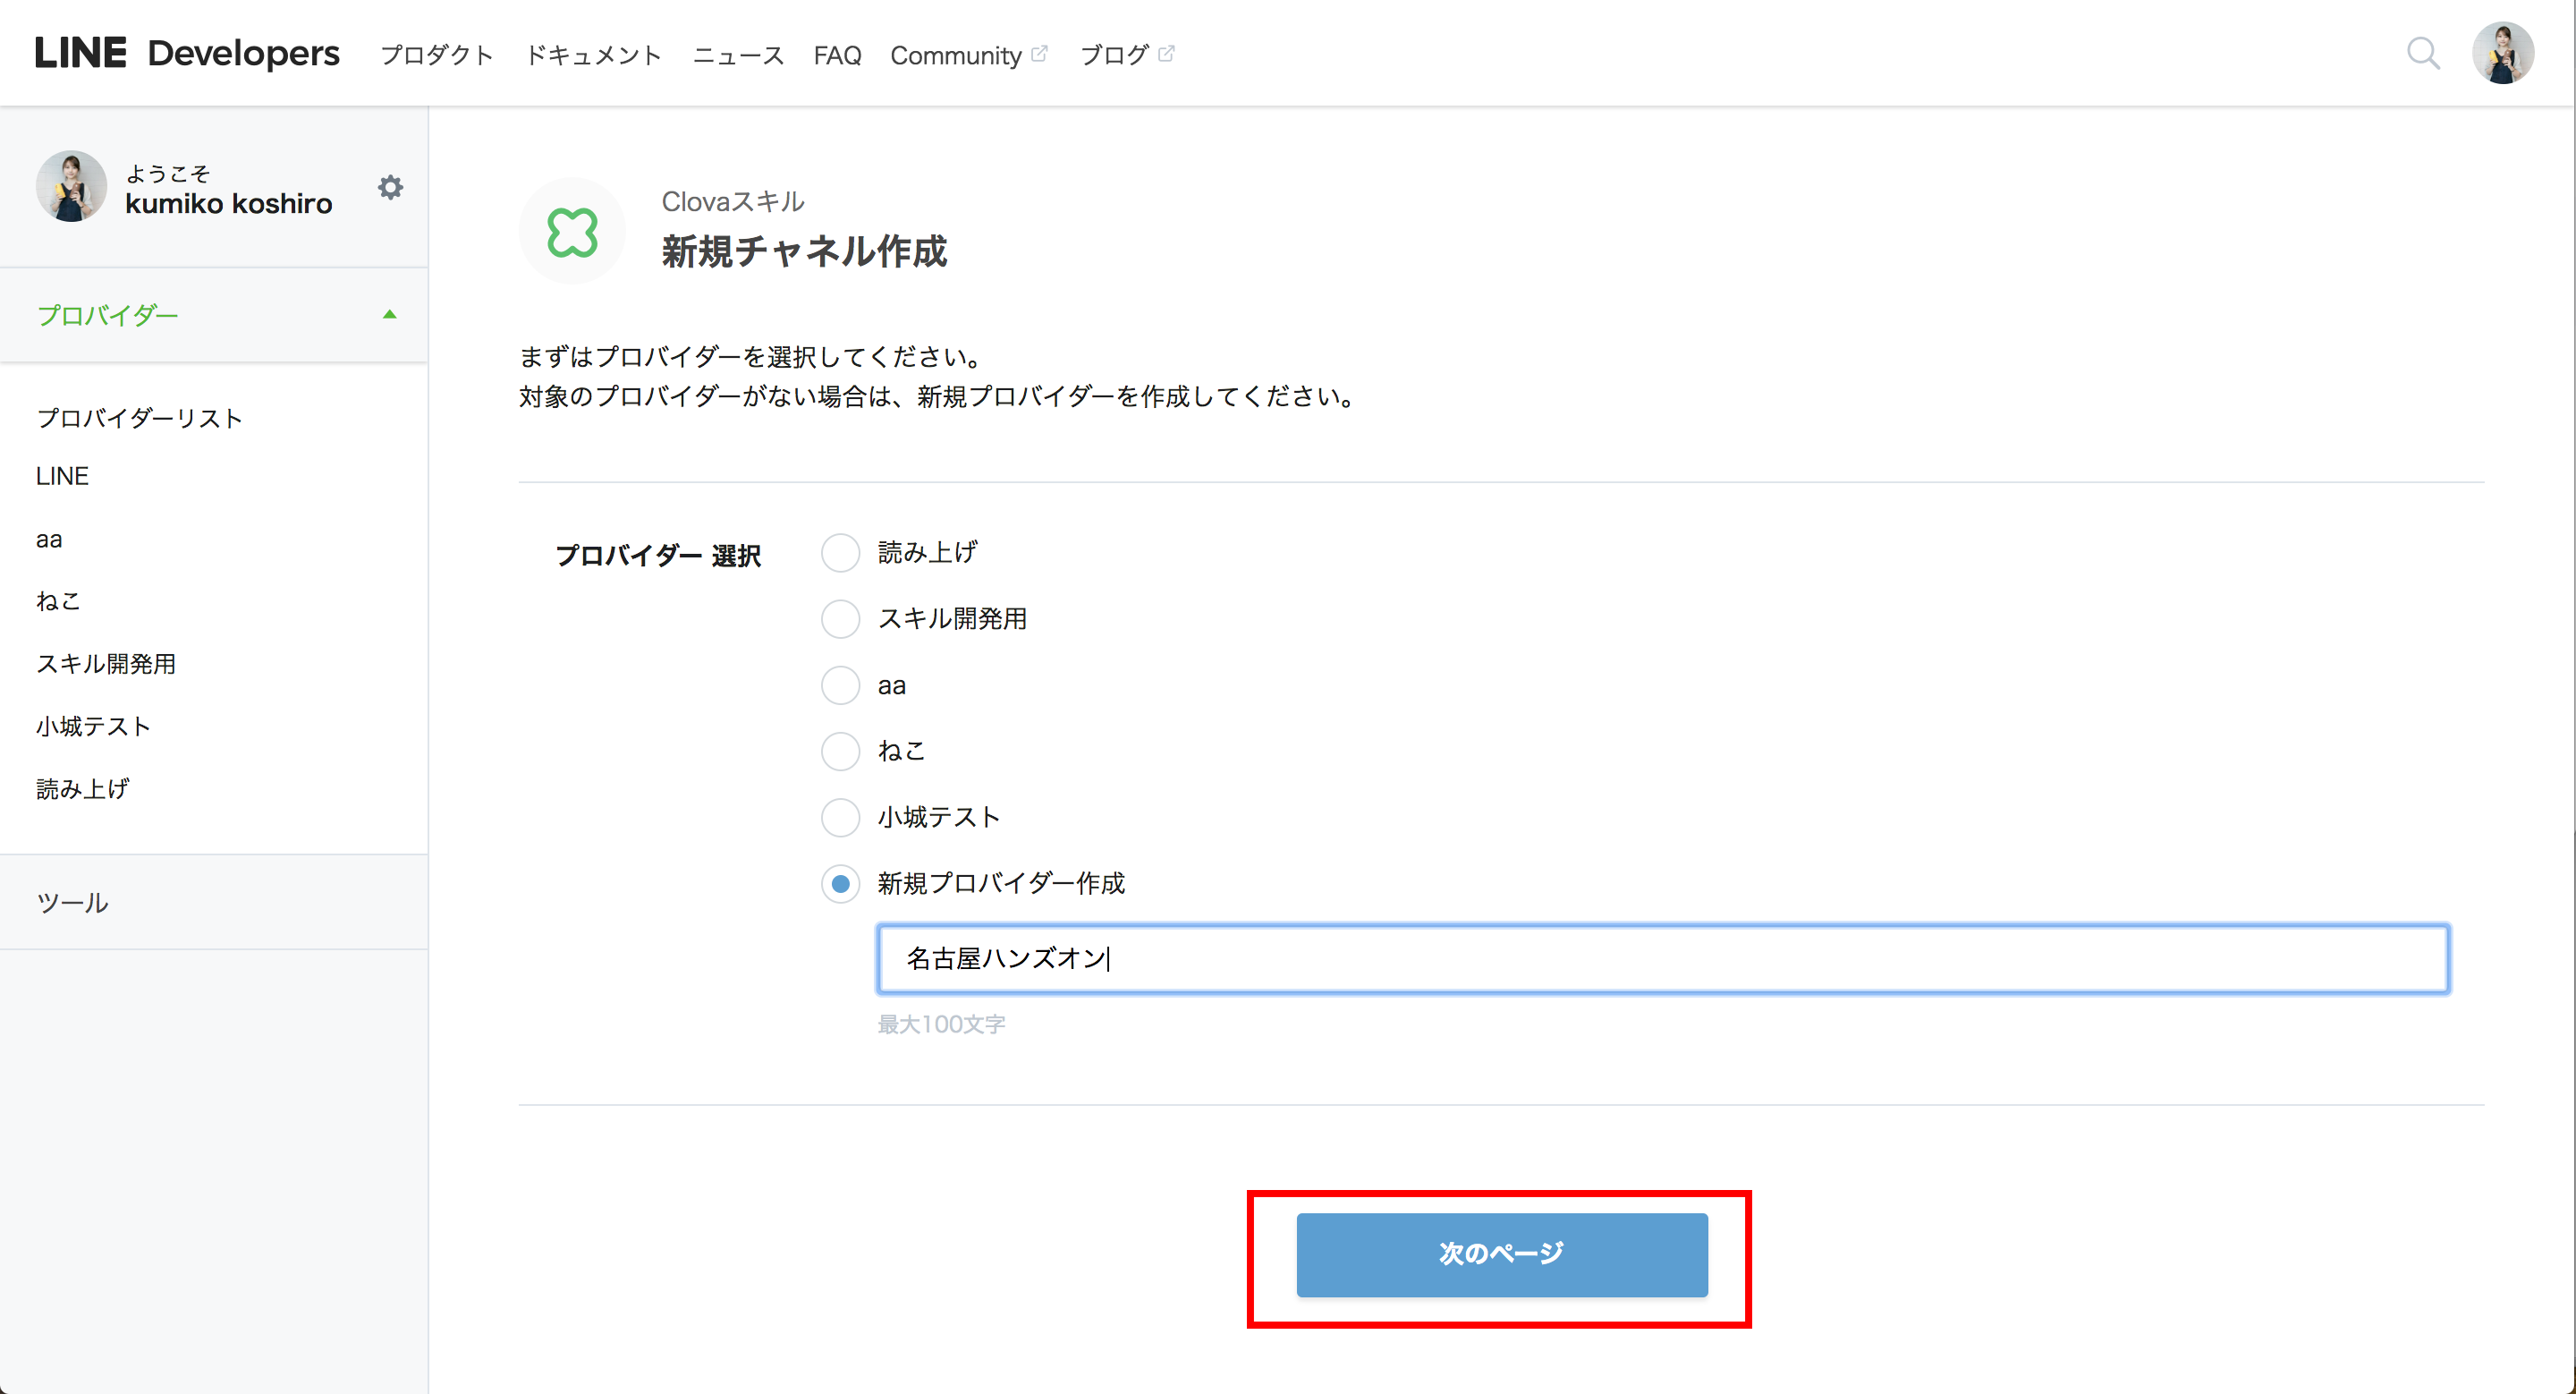 LINE Developers プロダクト ドキュメント ニュース FAQ Community ブログ
ようこそ
kumiko koshiro
プロバイダー
プロバイダーリスト
LINE
aa
ねこ
スキル開発用
小城テスト
読み上げ
ツール
Clovaスキル
新規チャネル作成
まずはプロバイダーを選択してください。
対象のプロバイダーがない場合は、新規プロバイダーを作成してください。
プロバイダー 選択
読み上げ
スキル開発用
aa
ねこ
小城テスト
新規プロバイダー作成
名古屋ハンズオン
最大100文字
次のページ